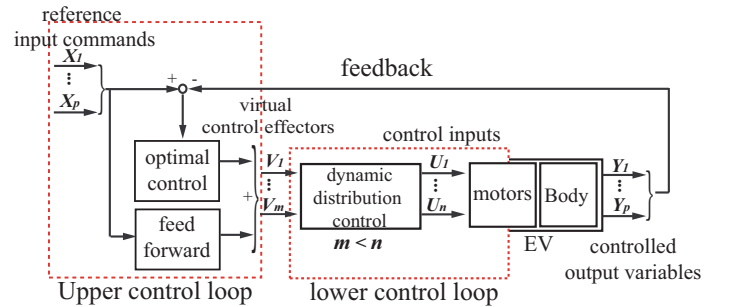 reference
input commands
X1
Xp
+
-
feedback
virtual
control effectors
optimal
control
feed
forward
+
V1
Vm
Upper control loop
control inputs
dynamic
distribution
control
m < n
U1
Un
lower control loop
motors
Body
EV
Y1
Yp
controlled
output variables